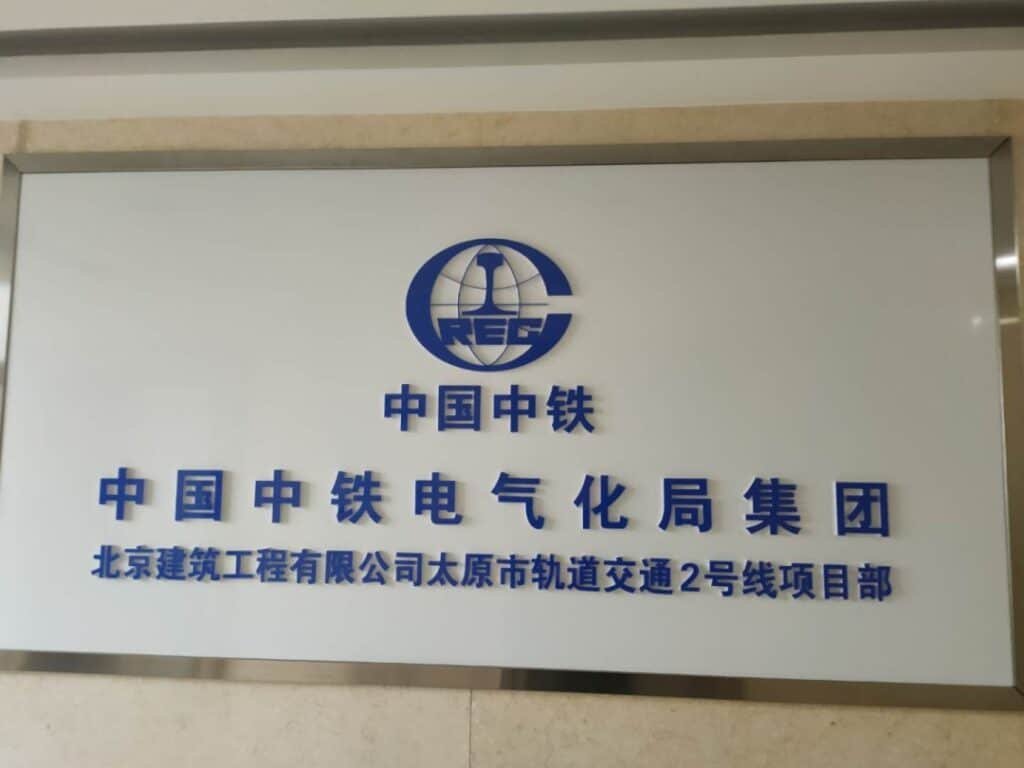 CREC
中国中铁
中国中铁电气化局集团
北京建筑工程有限公司太原市轨道交通2号线项目部